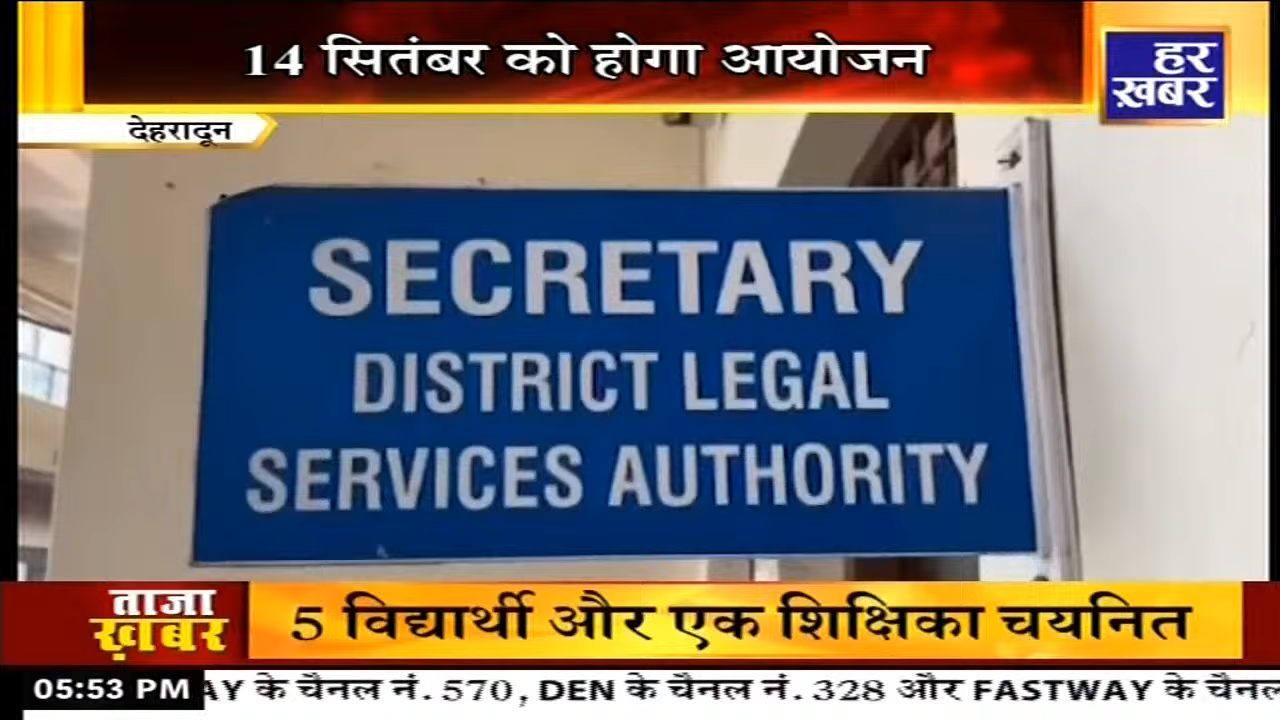 14 सितंबर को होगा आयोजन
हर
ख़बर
देहरादून
SECRETARY
DISTRICT LEGAL
SERVICES AUTHORITY
ताजा
ख़बर
5 विद्यार्थी और एक शिक्षिका चयनित
05:53 PM
AY के चैनल नं. 570, DEN के चैनल नं. 328 और FASTWAY के चैनल